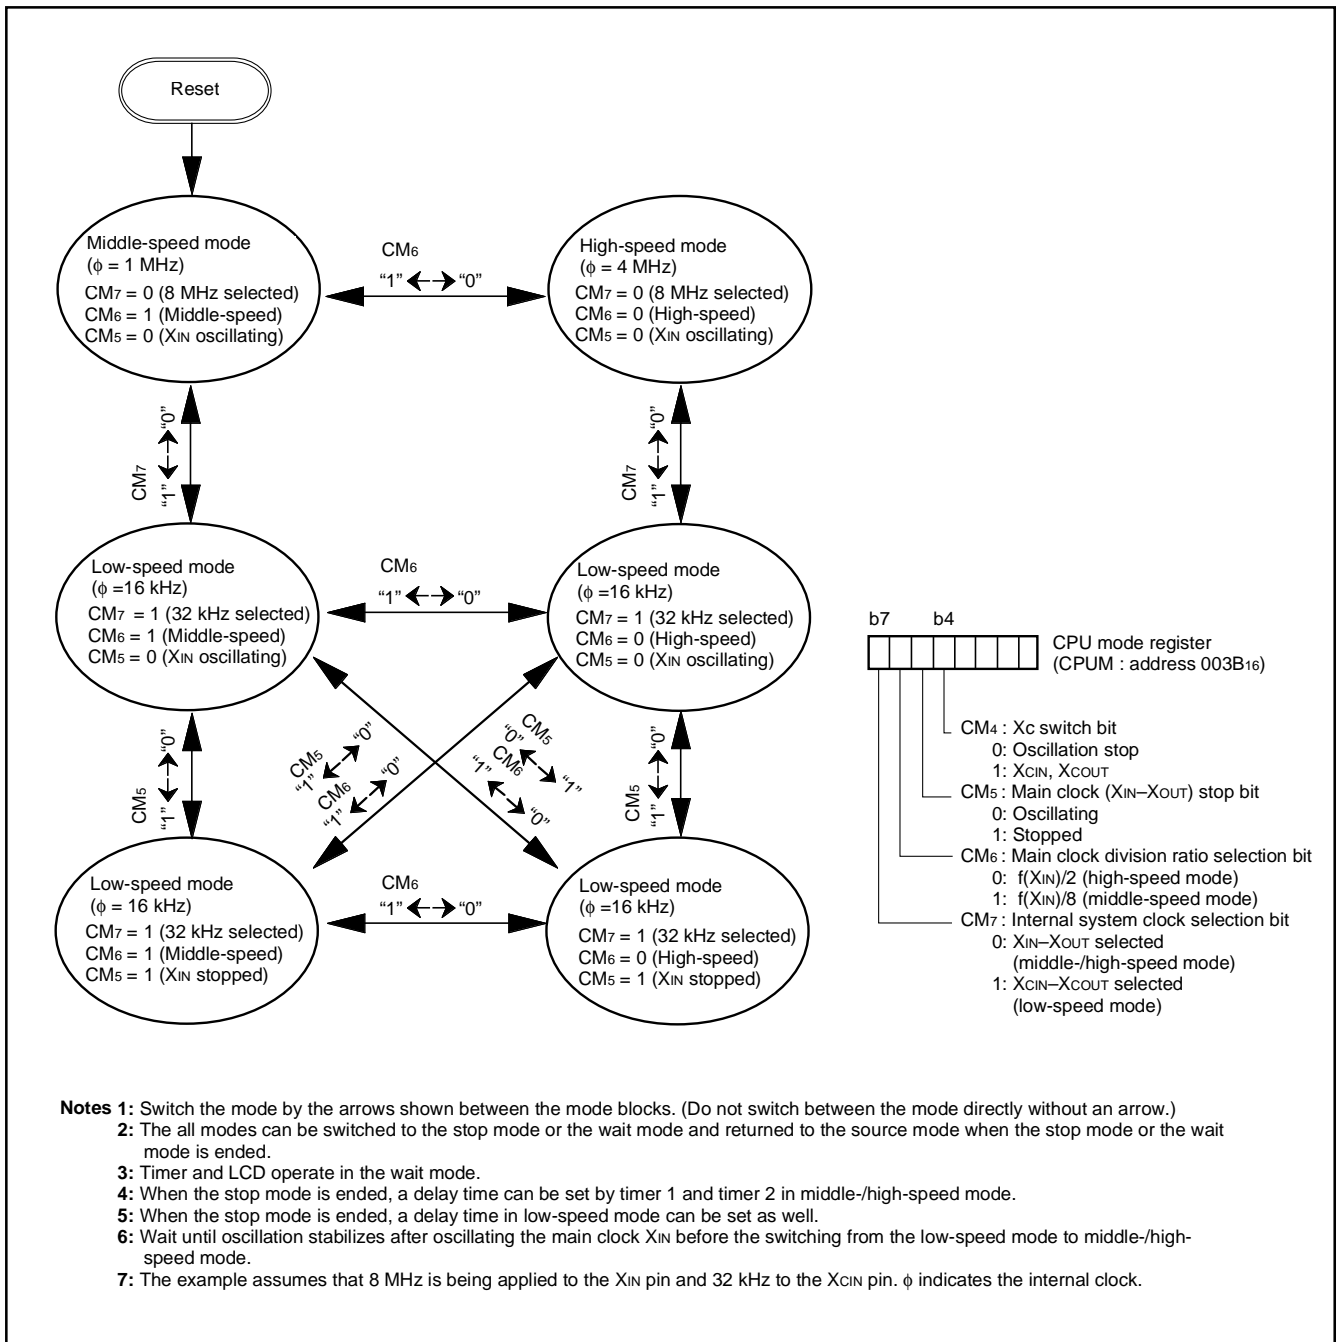 Reset
Middle-speed mode
(ϕ = 1 MHz)
CM7 = 0 (8 MHz selected)
CM6 = 1 (Middle-speed)
CM5 = 0 (XIN oscillating)
CM6
“1” “0”
High-speed mode
(ϕ = 4 MHz)
CM7 = 0 (8 MHz selected)
CM6 = 0 (High-speed)
CM5 = 0 (XIN oscillating)
CM7
“1” “0”
CM7
“1” “0”
Low-speed mode
(ϕ =16 kHz)
CM7 = 1 (32 kHz selected)
CM6 = 1 (Middle-speed)
CM5 = 0 (XIN oscillating)
CM6
“1” “0”
Low-speed mode
(ϕ =16 kHz)
CM7 = 1 (32 kHz selected)
CM6 = 0 (High-speed)
CM5 = 0 (XIN oscillating)
CM5
“1” “0”
CM5
“1” “0”
CM6
“1” “0”
CM5
“0” “1”
CM6
“1” “0”
CM5
“1” “0”
Low-speed mode
(ϕ = 16 kHz)
CM7 = 1 (32 kHz selected)
CM6 = 1 (Middle-speed)
CM5 = 1 (XIN stopped)
CM6
“1” “0”
Low-speed mode
(ϕ =16 kHz)
CM7 = 1 (32 kHz selected)
CM6 = 0 (High-speed)
CM5 = 1 (XIN stopped)
b7 b4
CPU mode register
(CPUM : address 003B16)
CM4 : Xc switch bit
0: Oscillation stop
1: XCIN, XCOUT
CM5 : Main clock (XIN–XOUT) stop bit
0: Oscillating
1: Stopped
CM6 : Main clock division ratio selection bit
0: f(XIN)/2 (high-speed mode)
1: f(XIN)/8 (middle-speed mode)
CM7 : Internal system clock selection bit
0: XIN–XOUT selected
(middle-/high-speed mode)
1: XCIN–XCOUT selected
(low-speed mode)
Notes 1: Switch the mode by the arrows shown between the mode blocks. (Do not switch between the mode directly without an arrow.)
2: The all modes can be switched to the stop mode or the wait mode and returned to the source mode when the stop mode or the wait
mode is ended.
3: Timer and LCD operate in the wait mode.
4: When the stop mode is ended, a delay time can be set by timer 1 and timer 2 in middle-/high-speed mode.
5: When the stop mode is ended, a delay time in low-speed mode can be set as well.
6: Wait until oscillation stabilizes after oscillating the main clock XIN before the switching from the low-speed mode to middle-/high-
speed mode.
7: The example assumes that 8 MHz is being applied to the XIN pin and 32 kHz to the XCIN pin. ϕ indicates the internal clock.